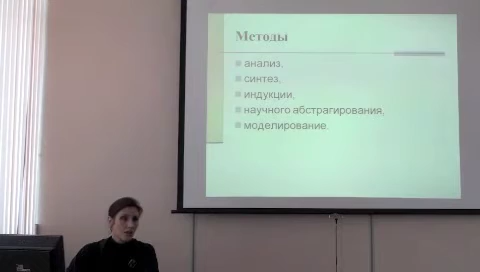 Методы
анализ,
синтез,
индукции,
научного абстрагирования,
моделирование.